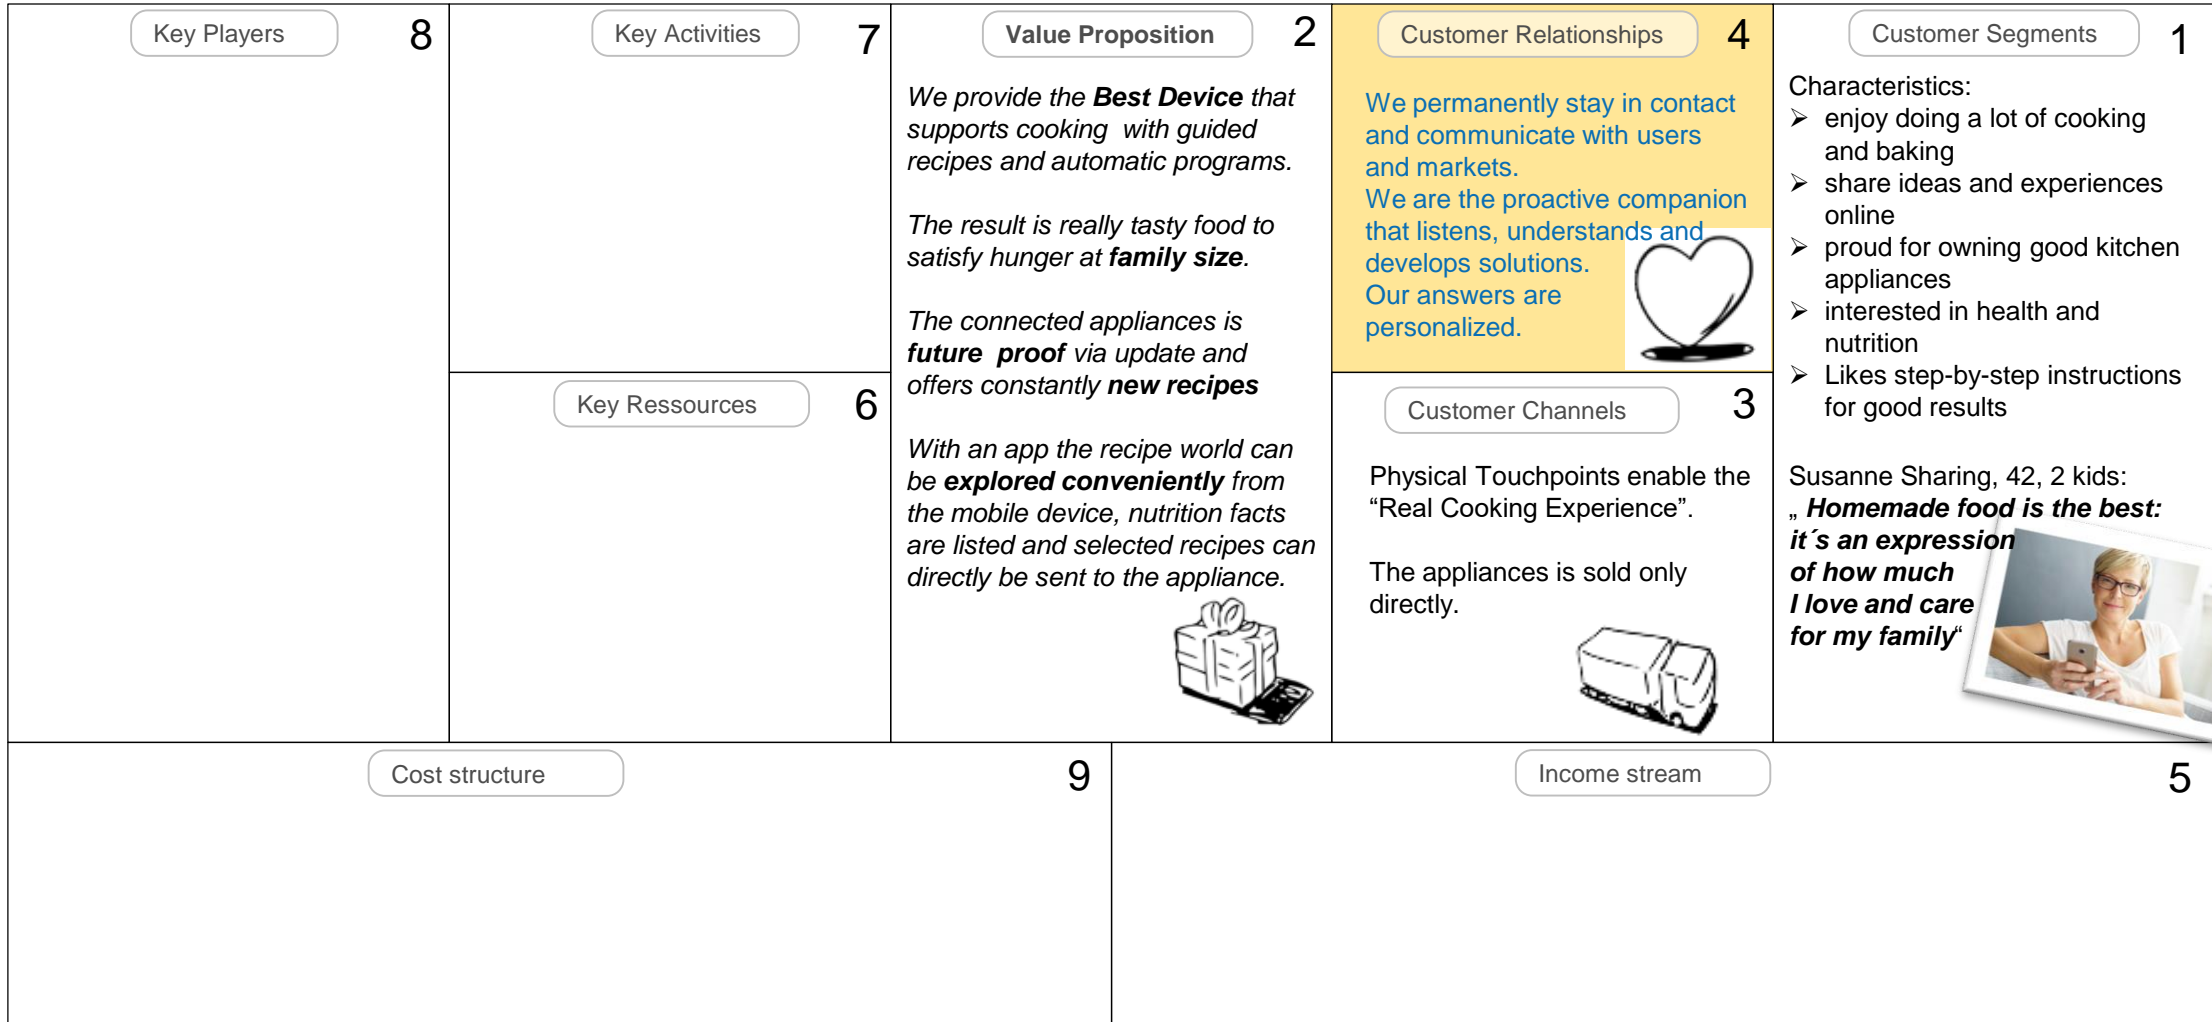 Key Players
8
Key Activities
7
Value Proposition
2
We provide the Best Device that
supports cooking with guided
recipes and automatic programs.
The result is really tasty food to
satisfy hunger at family size.
The connected appliances is
future proof via update and
offers constantly new recipes
With an app the recipe world can
be explored conveniently from
the mobile device, nutrition facts
are listed and selected recipes can
directly be sent to the appliance.
Customer Relationships
4
We permanently stay in contact
and communicate with users
and markets.
We are the proactive companion
that listens, understands and
develops solutions.
Our answers are
personalized.
Customer Segments
1
Characteristics:
➢ enjoy doing a lot of cooking
and baking
➢ share ideas and experiences
online
➢ proud for owning good kitchen
appliances
➢ interested in health and
nutrition
➢ Likes step-by-step instructions
for good results
Susanne Sharing, 42, 2 kids:
„ Homemade food is the best:
it´s an expression
of how much
I love and care
for my family“
Key Ressources
6
Customer Channels
3
Physical Touchpoints enable the
“Real Cooking Experience”.
The appliances is sold only
directly.
Cost structure
9
Income stream
5